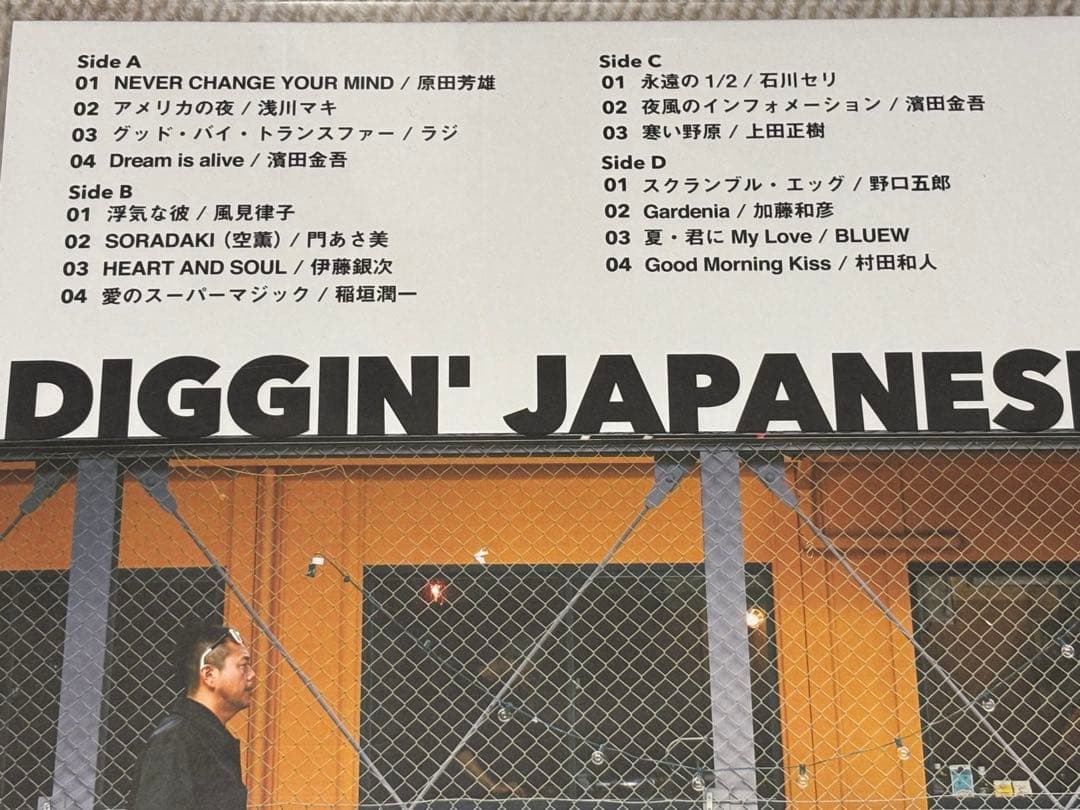 Side A
01 NEVER CHANGE YOUR MIND / 原田芳雄
02 アメリカの夜 / 浅川マキ
03 グッド・バイ・トランスファー / ラジ
04 Dream is alive / 濱田金吾
Side B
01 浮気な彼 / 風見律子
02 SORADAKI（空薫）/ 門あさ美
03 HEART AND SOUL / 伊藤銀次
04 愛のスーパーマジック / 稲垣潤一
Side C
01 永遠の 1/2 / 石川セリ
02 夜風のインフォメーション / 濱田金吾
03 寒い野原 / 上田正樹
Side D
01 スクランブル・エッグ / 野口五郎
02 Gardenia / 加藤和彦
03 夏・君に My Love / BLUEW
04 Good Morning Kiss / 村田和人
DIGGIN' JAPANES